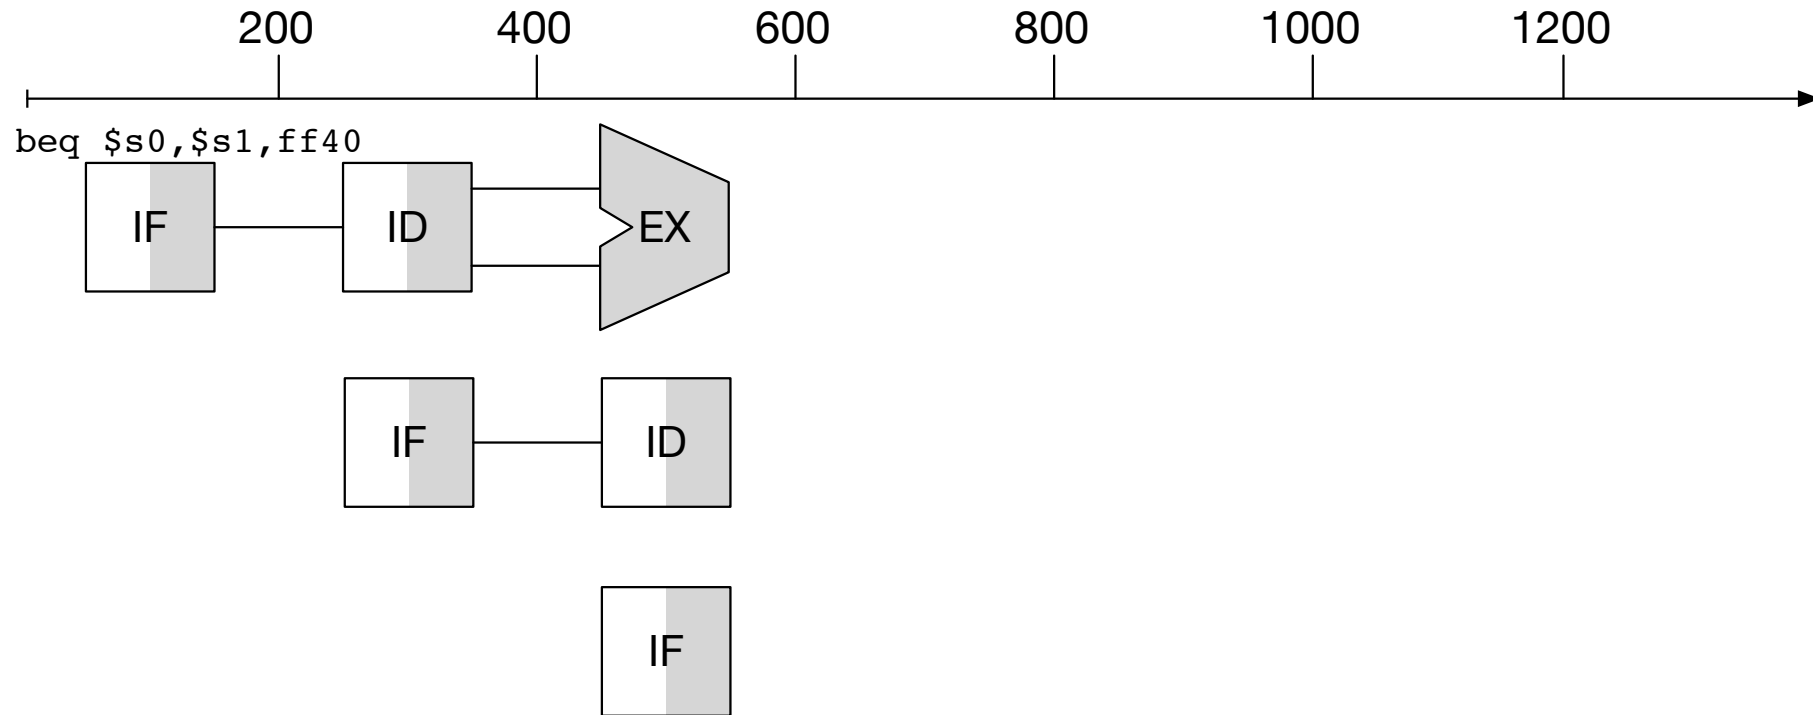 200 400 600 800 1000 1200
beq $s0,$s1,ff40
IF ID EX
IF ID
IF